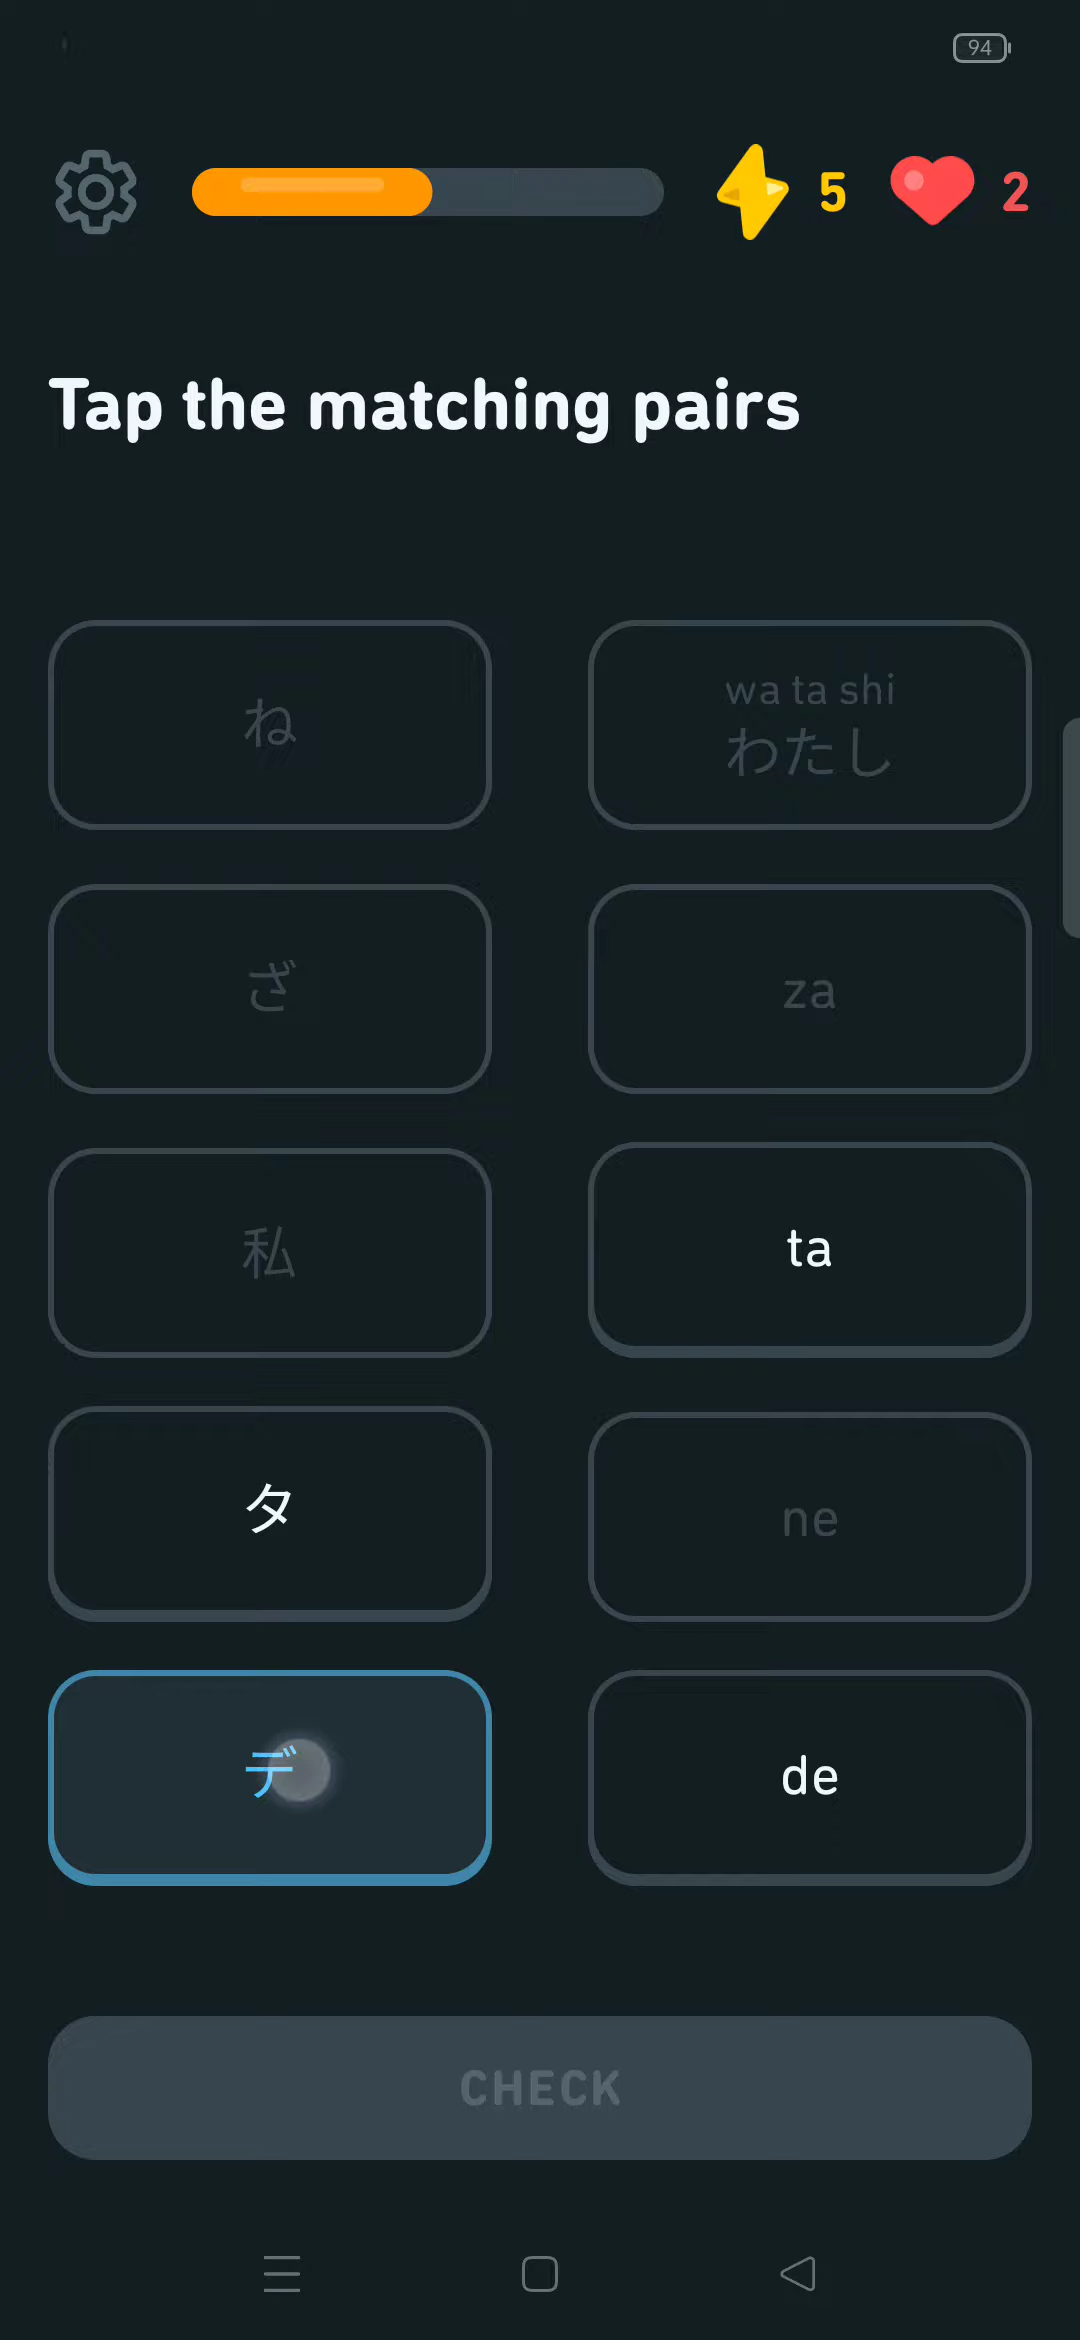 94
5
2
Tap the matching pairs
ね
wa ta shi
わたし
ざ
za
私
ta
タ
ne
デ
de
CHECK